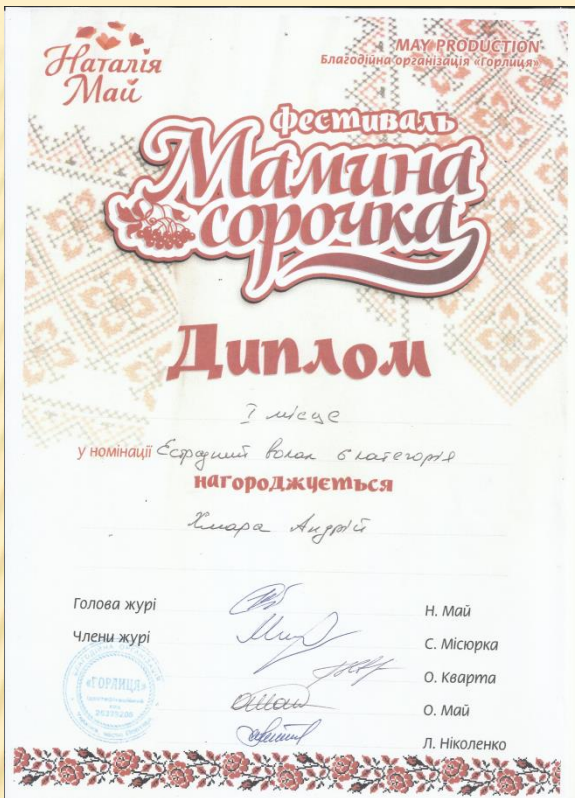 Наталія
Май
MAY PRODUCTION
Благодійна організація «Горлиця»
фестиваль
Мамина
сорочка
Диплом
I місце
у номінації Естрадний вокал 6 категорія
нагороджується
Хмара Андрій
Голова журі
Н. Май
Члени журі
С. Місюрка
О. Кварта
О. Май
Л. Ніколенко
«ГОРЛИЦЯ»